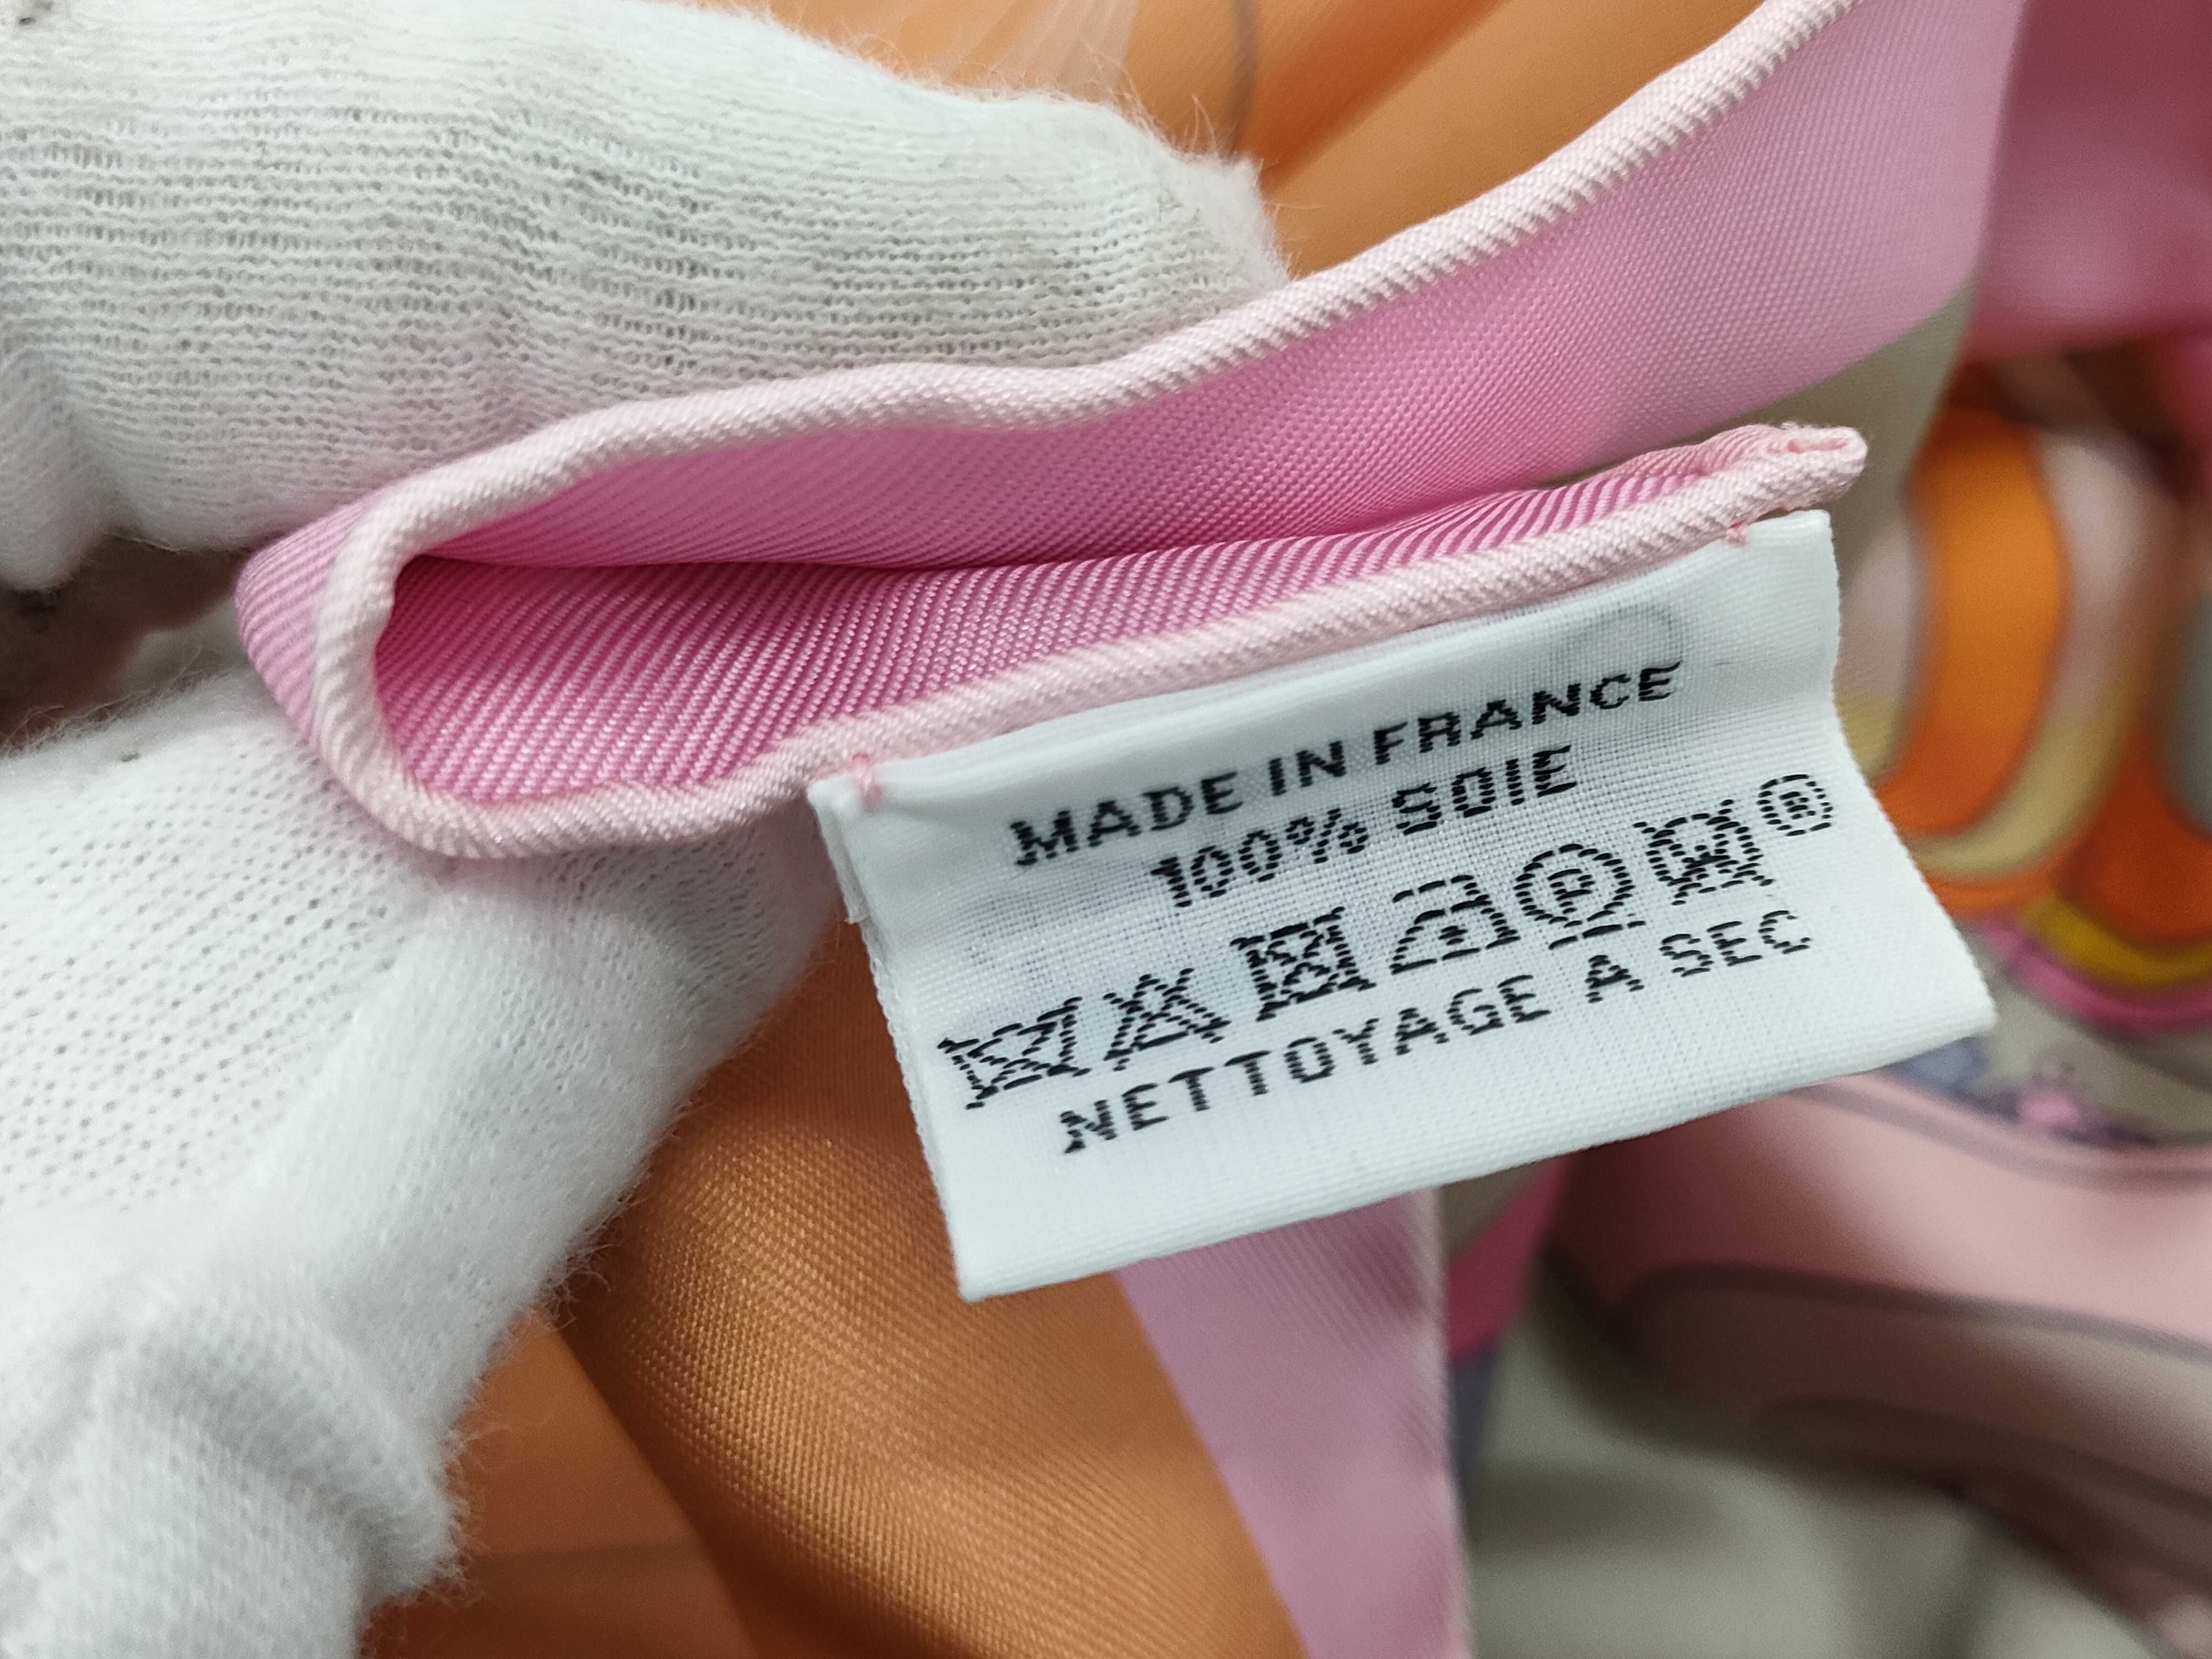 MADE IN FRANCE
100% SOIE
P W ®
NETTOYAGE A SEC